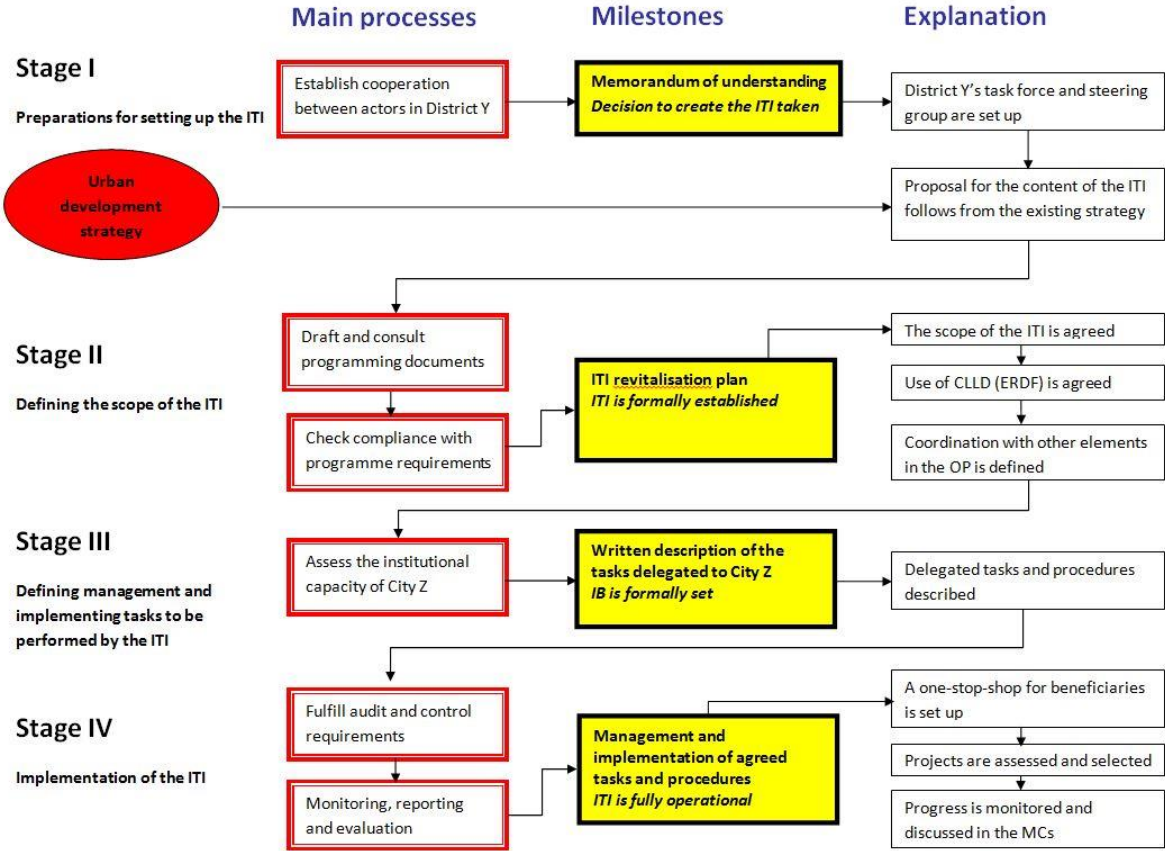 Main processes
Milestones
Explanation
Stage I
Preparations for setting up the ITI
Establish cooperation
between actors in District Y
Memorandum of understanding
Decision to create the ITI taken
District Y's task force and steering
group are set up
Urban
development
strategy
Proposal for the content of the ITI
follows from the existing strategy
Stage II
Defining the scope of the ITI
Draft and consult
programming documents
Check compliance with
programme requirements
ITI revitalisation plan
ITI is formally established
The scope of the ITI is agreed
Use of CLLD (ERDF) is agreed
Coordination with other elements
in the OP is defined
Stage III
Defining management and
implementing tasks to be
performed by the ITI
Assess the institutional
capacity of City Z
Written description of the
tasks delegated to City Z
IB is formally set
Delegated tasks and procedures
described
Stage IV
Implementation of the ITI
Fulfill audit and control
requirements
Monitoring, reporting
and evaluation
Management and
implementation of agreed
tasks and procedures
ITI is fully operational
A one-stop-shop for beneficiaries
is set up
Projects are assessed and selected
Progress is monitored and
discussed in the MCs